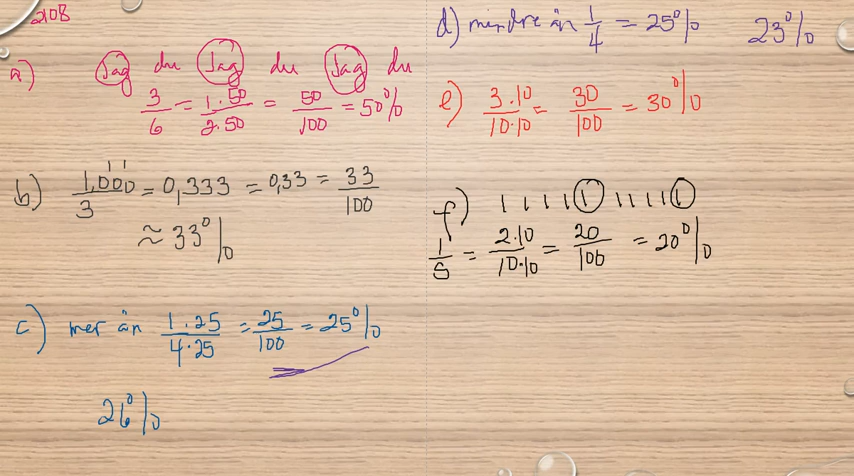 2108
a) Jag du Jag du Jag du
3/6 = 1·50/2·50 = 50/100 = 50%
b) 1,000/3 = 0,333 = 0,33 = 33/100
≈ 33%
c) mer än 1·25/4·25 = 25/100 = 25%
26%
d) mindre än 1/4 = 25% 23%
e) 3·10/10·10 = 30/100 = 30%
f) 1 1 1 1 1 1 1 1 1 1
1/5 = 2·10/10·10 = 20/100 = 20%